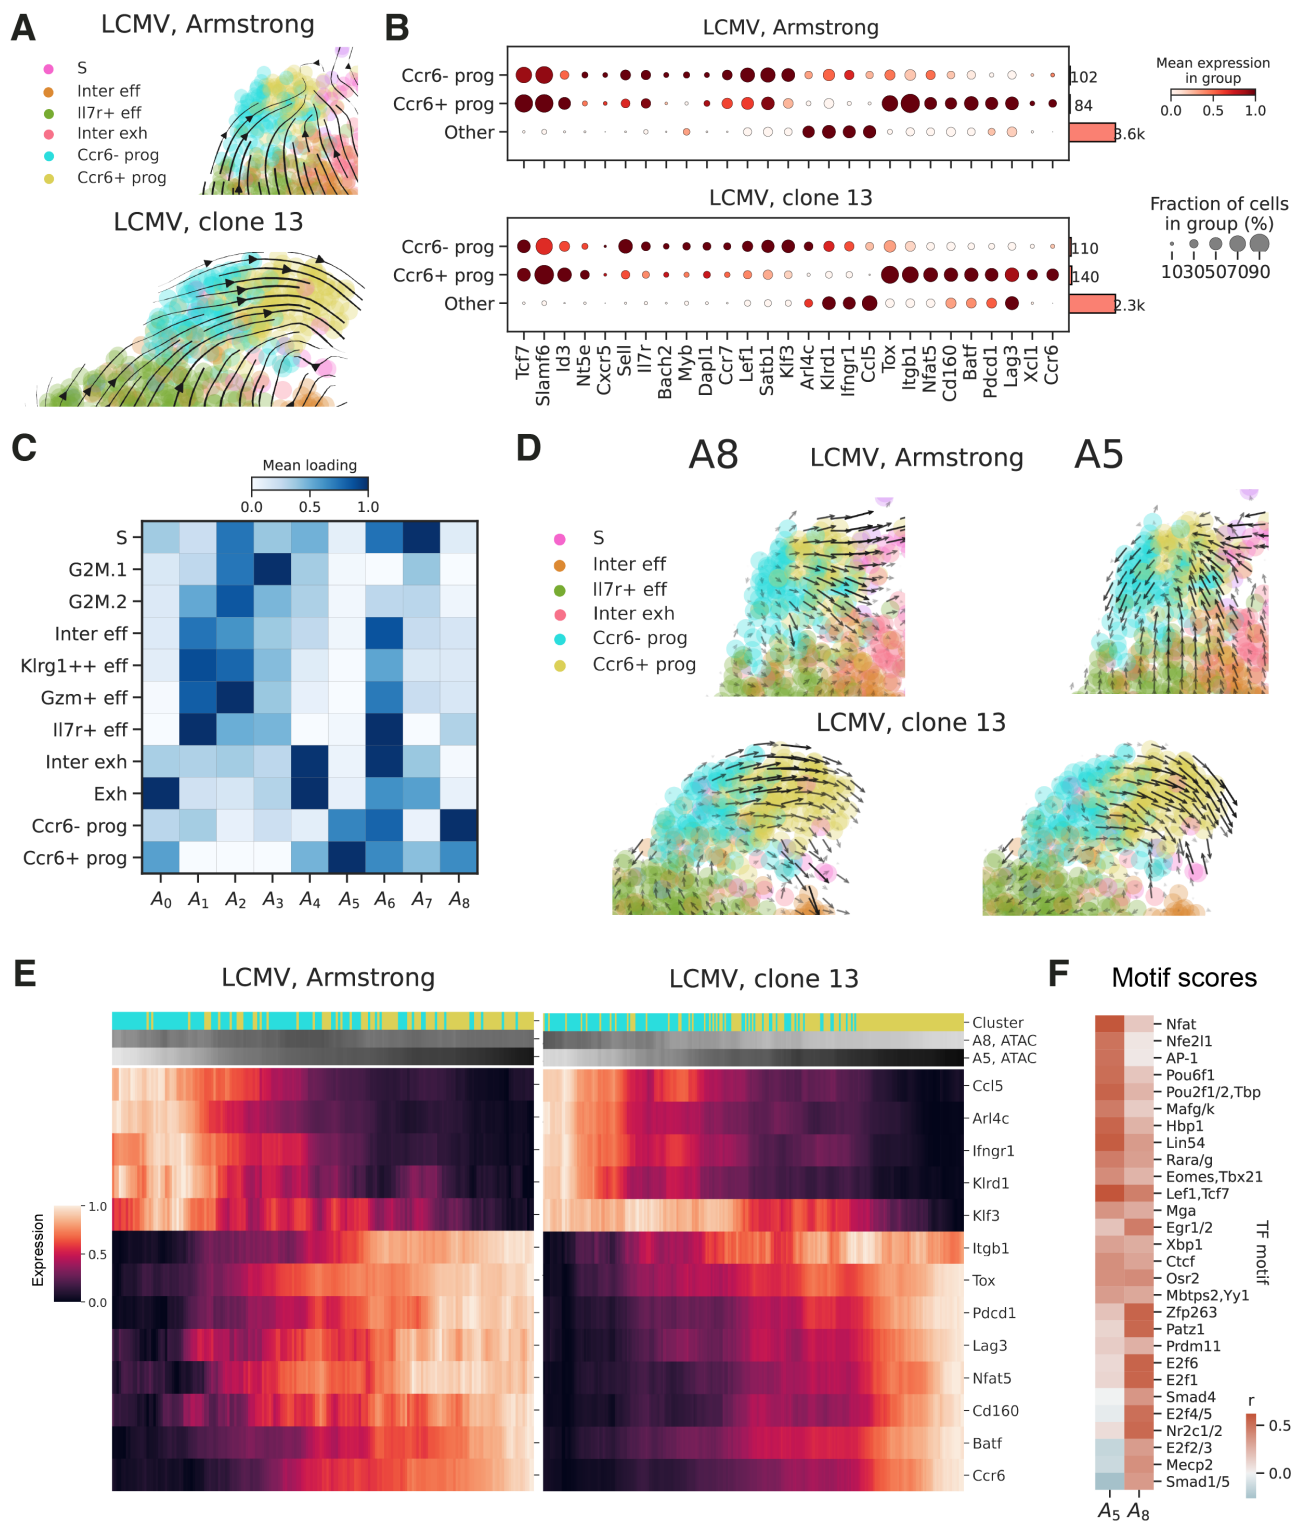 A
LCMV, Armstrong
S
Inter eff
Il7r+ eff
Inter exh
Ccr6- prog
Ccr6+ prog
LCMV, clone 13
B
LCMV, Armstrong
Ccr6- prog
Ccr6+ prog
Other
102
84
3.6k
Mean expression
in group
0.0 0.5 1.0
LCMV, clone 13
Ccr6- prog
Ccr6+ prog
Other
110
140
2.3k
Fraction of cells
in group (%)
1030507090
Tcf7 Slamf6 Id3 Nt5e Cxcr5 Sell Il7r Bach2 Myb Dapl1 Ccr7 Lef1 Satb1 Klf3 Arl4c Klrd1 Ifngr1 Ccl5 Tox Itgb1 Nfat5 Cd160 Batf Pdcd1 Lag3 Xcl1 Ccr6
C
Mean loading
0.0 0.5 1.0
S
G2M.1
G2M.2
Inter eff
Klrg1++ eff
Gzm+ eff
Il7r+ eff
Inter exh
Exh
Ccr6- prog
Ccr6+ prog
A0 A1 A2 A3 A4 A5 A6 A7 A8
D
A8 LCMV, Armstrong A5
S
Inter eff
Il7r+ eff
Inter exh
Ccr6- prog
Ccr6+ prog
LCMV, clone 13
E
LCMV, Armstrong LCMV, clone 13
Cluster
A8, ATAC
A5, ATAC
Ccl5
Arl4c
Ifngr1
Klrd1
Klf3
Itgb1
Tox
Pdcd1
Lag3
Nfat5
Cd160
Batf
Ccr6
Expression
1.0
0.5
0.0
F
Motif scores
Nfat
Nfe2l1
AP-1
Pou6f1
Pou2f1/2,Tbp
Mafg/k
Hbp1
Lin54
Rara/g
Eomes,Tbx21
Lef1,Tcf7
Mga
Egr1/2
Xbp1
Ctcf
Osr2
Mbtps2,Yy1
Zfp263
Patz1
Prdm11
E2f6
E2f1
Smad4
E2f4/5
Nr2c1/2
E2f2/3
Mecp2
Smad1/5
TF motif
r
0.5
0.0
A5 A8